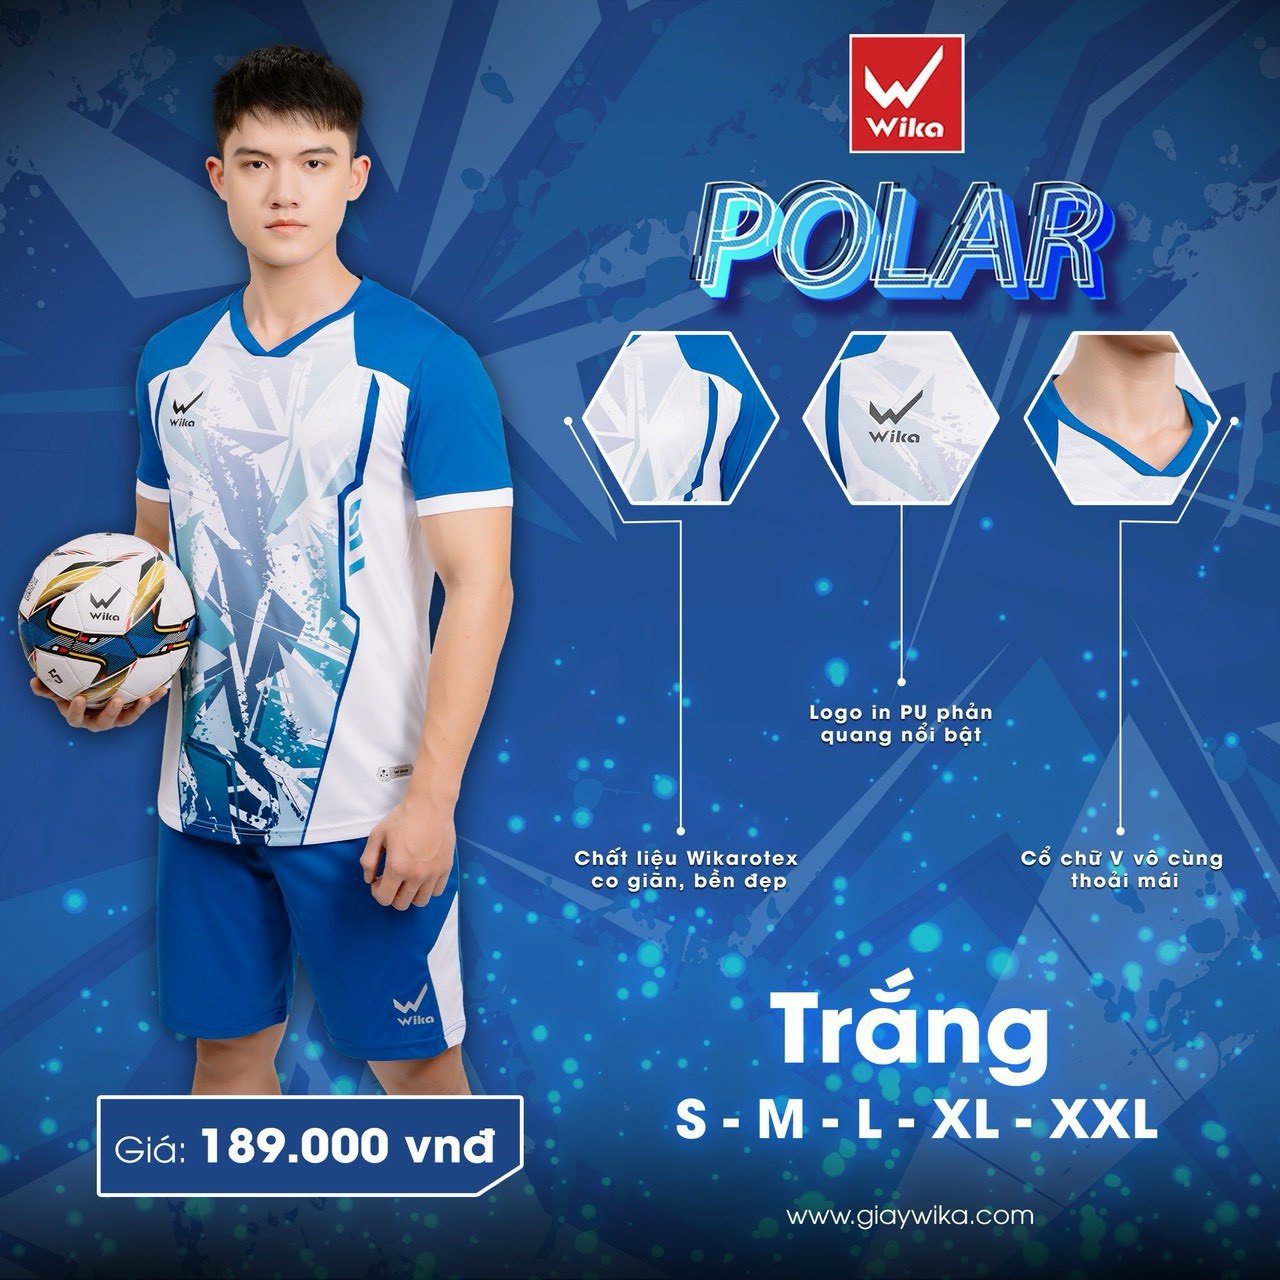 Wika
POLAR
Wika
Wika
Wika
Wika
Wika
Wika
Logo in PU phản
quang nổi bật
Chất liệu Wikarotex
co giãn, bền đẹp
Cổ chữ V vô cùng
thoải mái
Trắng
S - M - L - XL - XXL
Giá: 189.000 vnđ
www.giaywika.com